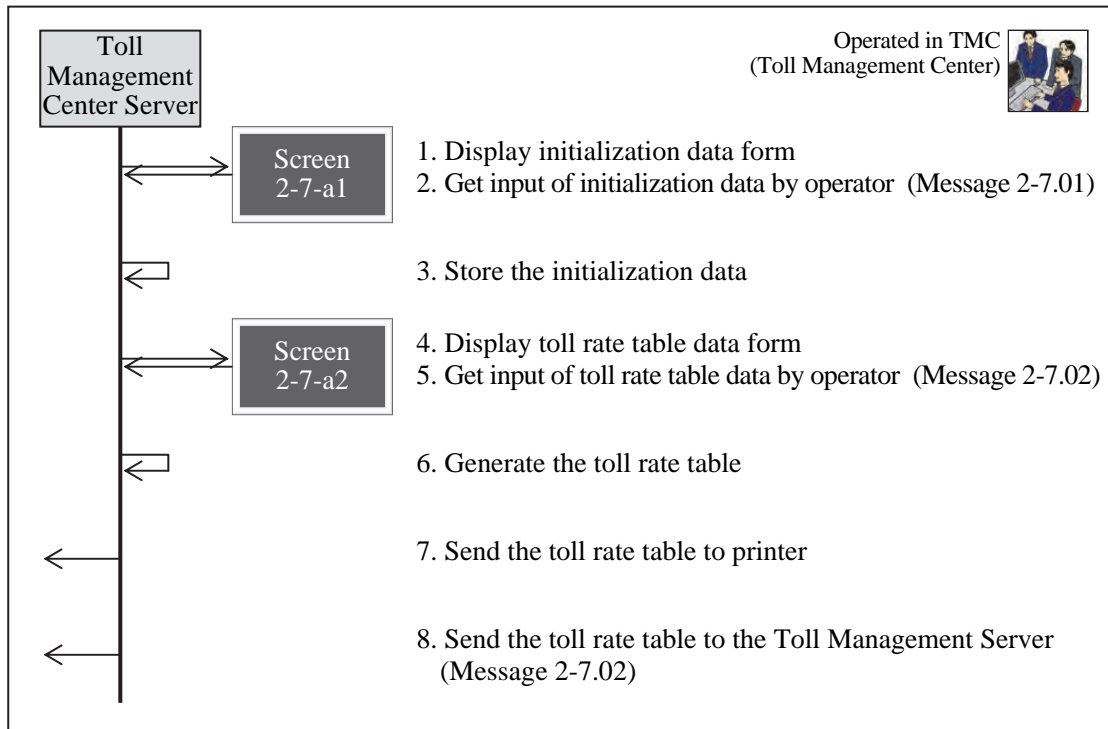 Toll
Management
Center Server
Operated in TMC
(Toll Management Center)
Screen
2-7-a1
1. Display initialization data form
2. Get input of initialization data by operator (Message 2-7.01)
3. Store the initialization data
Screen
2-7-a2
4. Display toll rate table data form
5. Get input of toll rate table data by operator (Message 2-7.02)
6. Generate the toll rate table
7. Send the toll rate table to printer
8. Send the toll rate table to the Toll Management Server
(Message 2-7.02)